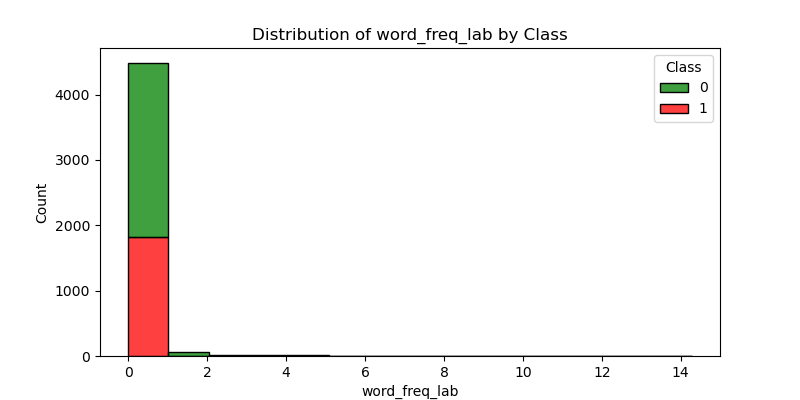 Distribution of word_freq_lab by Class
Class
0
1
Count
4000
3000
2000
1000
0
0 2 4 6 8 10 12 14
word_freq_lab